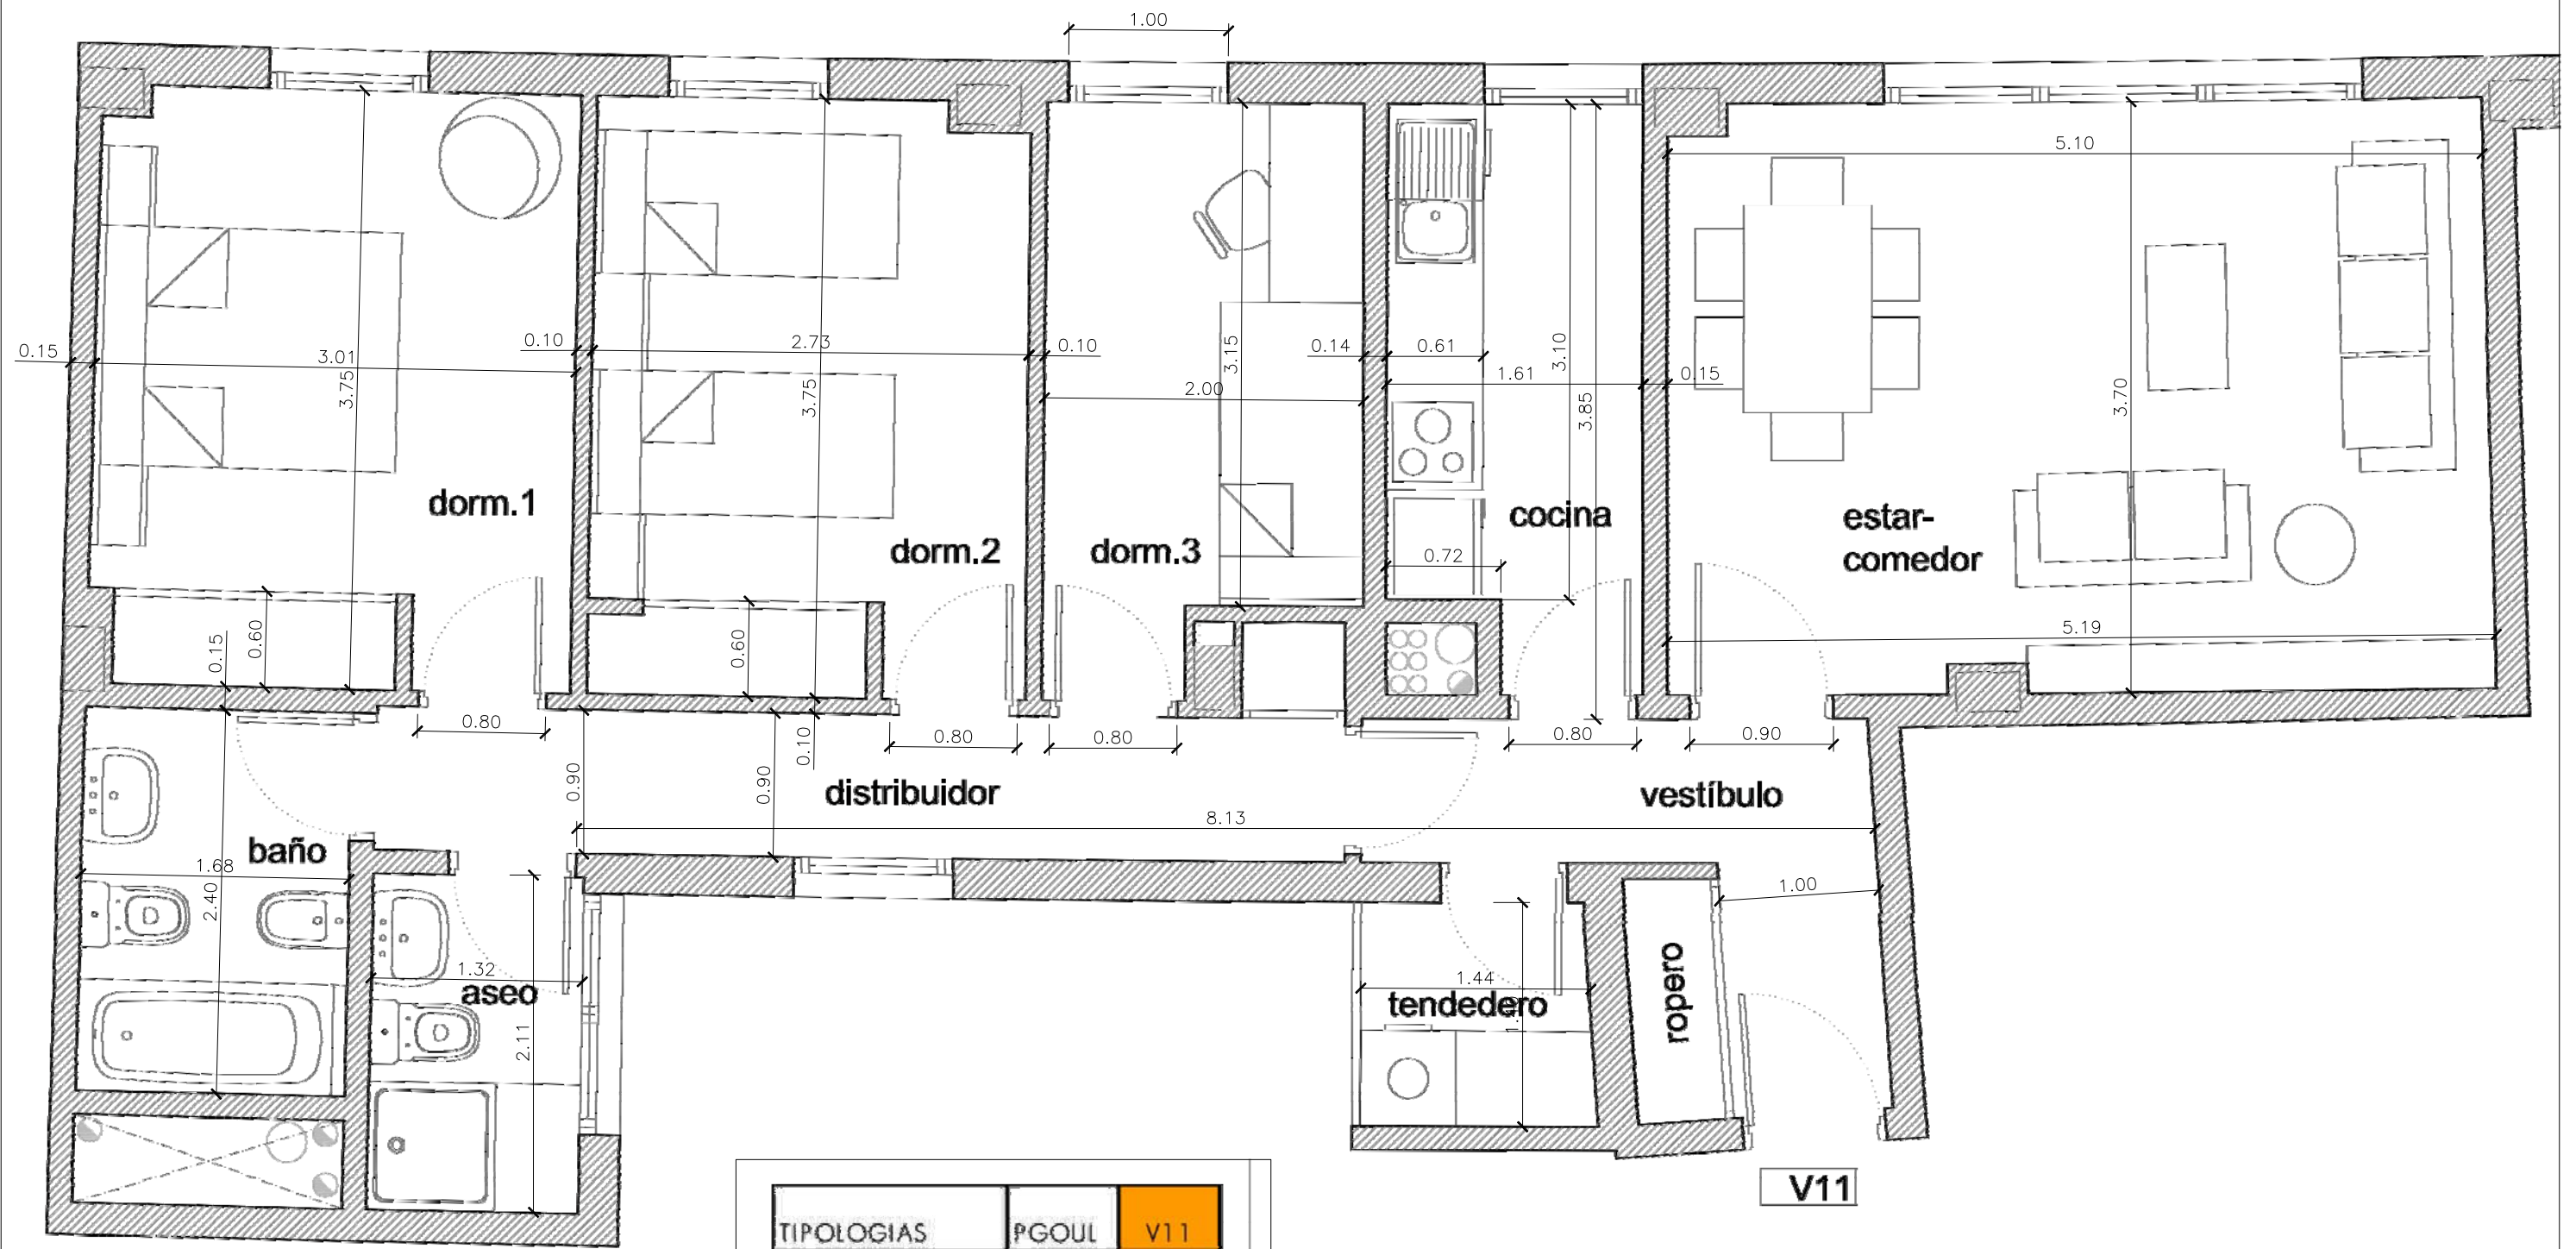 1.00
5.10
0.15
3.01
3.75
0.10
2.73
3.75
0.10
3.15
2.00
0.14
0.61
1.61
3.10
3.85
0.15
3.70
dorm.1
dorm.2
dorm.3
cocina
estar-
comedor
0.72
0.15
0.60
0.60
5.19
0.80
0.80
0.80
0.80
0.90
0.90
0.90
0.10
distribuidor
vestíbulo
8.13
baño
1.68
2.40
1.32
aseo
2.11
1.44
tendedero
ropero
1.00
V11
TIPOLOGIAS
PGOUL
V11